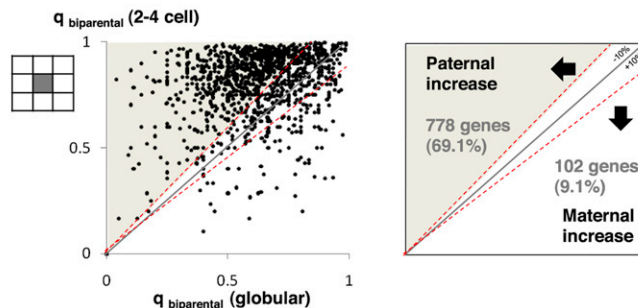 q biparental (2-4 cell)
1
0.5
0
0
0.5
1
q biparental (globular)
Paternal
increase
778 genes
(69.1%)
-10%
+10%
102 genes
(9.1%)
Maternal
increase